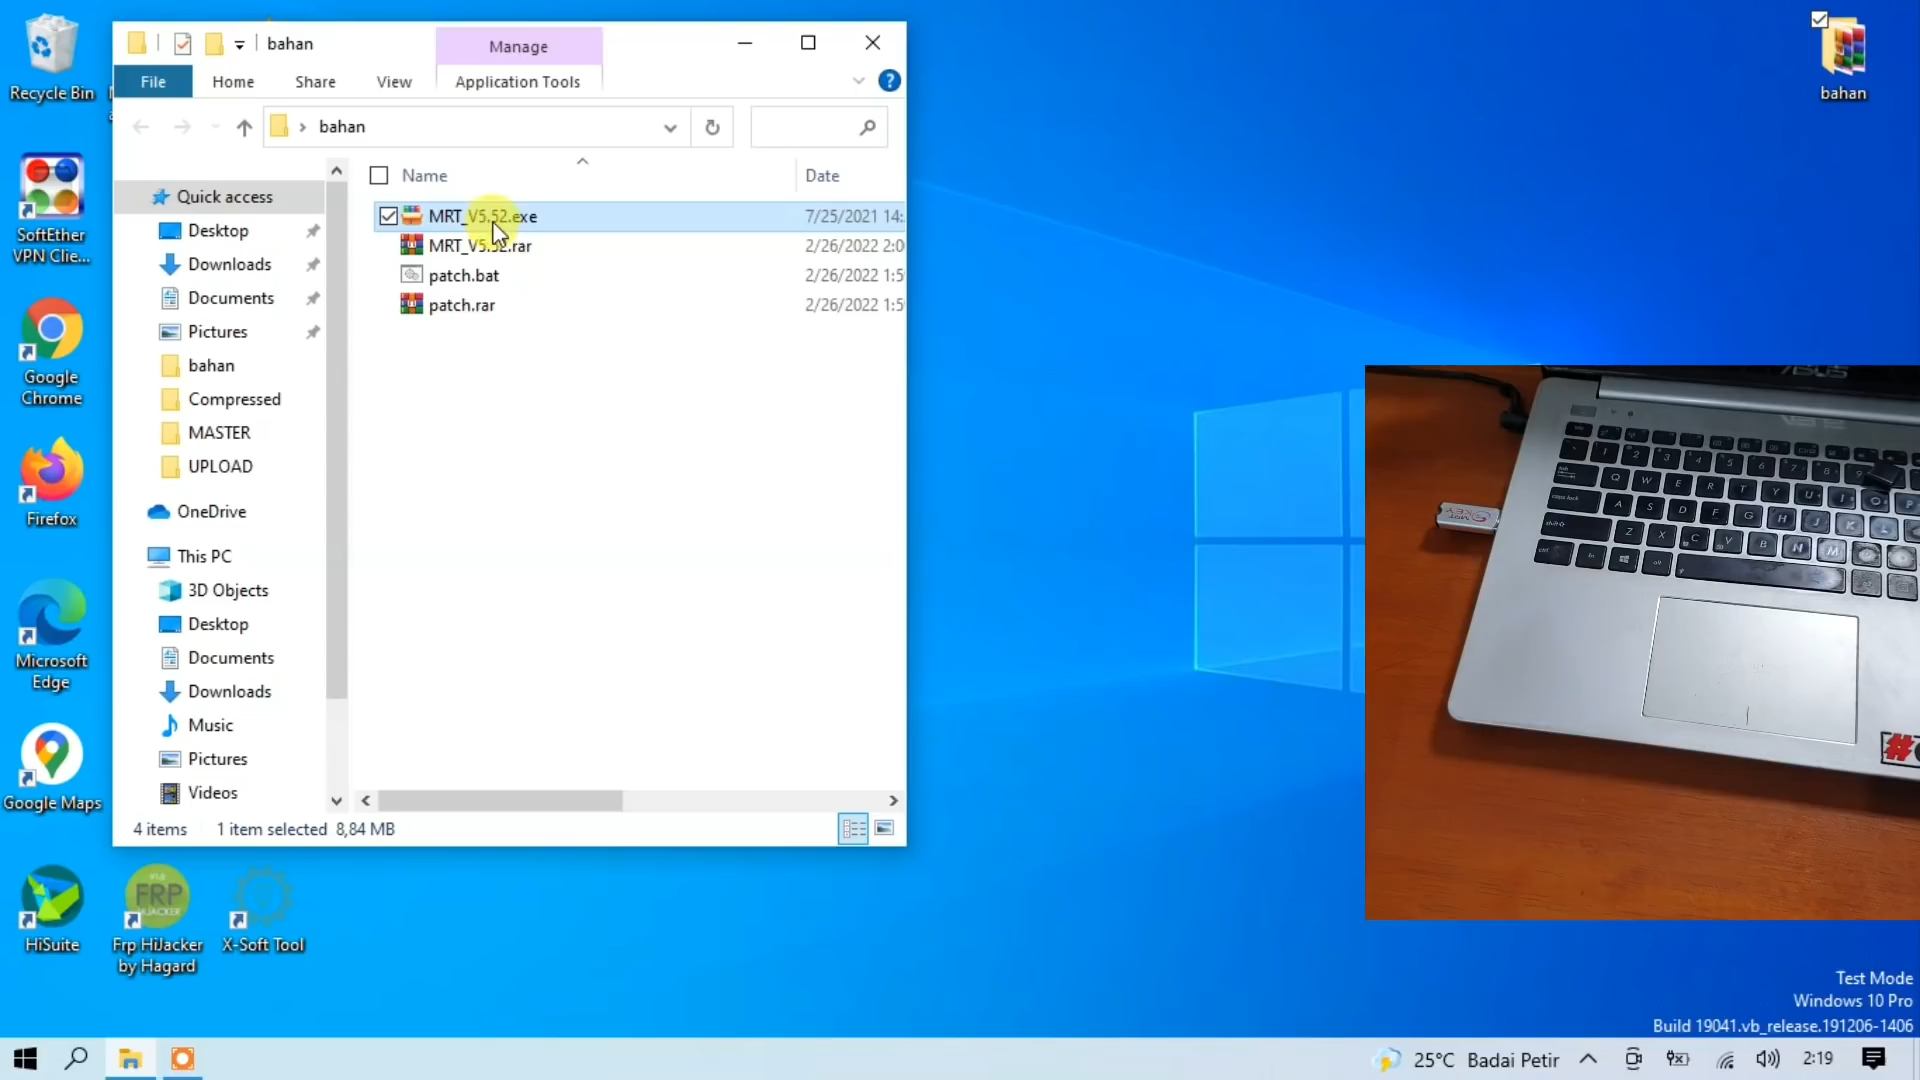 bahan
Manage
File
Home
Share
View
Application Tools
bahan
Name
Date
Quick access
Desktop
Downloads
Documents
Pictures
bahan
Compressed
MASTER
UPLOAD
OneDrive
This PC
3D Objects
Desktop
Documents
Downloads
Music
Pictures
Videos
MRT_V5.52.exe
7/25/2021 14:
MRT_V5.52.rar
2/26/2022 2:0
patch.bat
2/26/2022 1:5
patch.rar
2/26/2022 1:5
4 items
1 item selected 8,84 MB
Recycle Bin
SoftEther
VPN Clie...
Google
Chrome
Firefox
Microsoft
Edge
Google Maps
HiSuite
FRP
HIJACKER
Frp HiJacker
by Hagard
X-Soft Tool
bahan
ASUS
MRT
KEY
Test Mode
Windows 10 Pro
Build 19041.vb_release.191206-1406
25°C Badai Petir
2:19